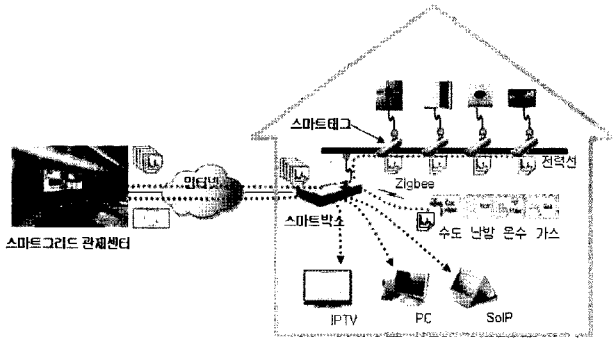 스마트태그
전력선
인터넷
Zigbee
스마트박스
수도 난방 온수 가스
스마트그리드 관제센터
IPTV PC SoIP